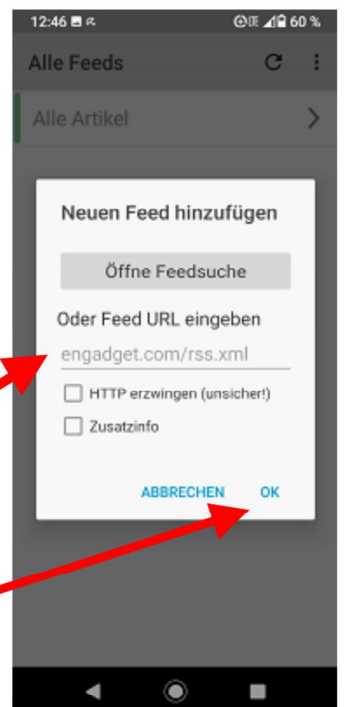 12:46
60 %
Alle Feeds
Alle Artikel
Neuen Feed hinzufügen
Öffne Feedsuche
Oder Feed URL eingeben
engadget.com/rss.xml
HTTP erzwingen (unsicher!)
Zusatzinfo
ABBRECHEN OK